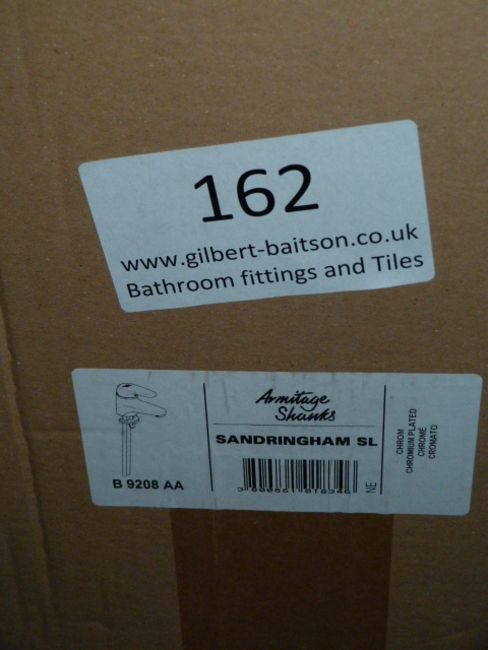 162
www.gilbert-baitson.co.uk
Bathroom fittings and Tiles
Armitage
Shanks
SANDRINGHAM SL
B 9208 AA
NE
CHROM
CHROMIUM PLATED
CHROME
CROMATO